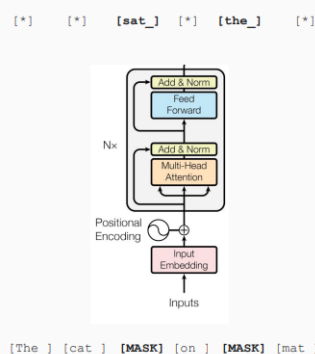 [*] [*] [sat_] [*] [the_] [*]
Add & Norm
Feed
Forward
N×
Add & Norm
Multi-Head
Attention
Positional
Encoding
Input
Embedding
Inputs
[The ] [cat ] [MASK] [on ] [MASK] [mat ]